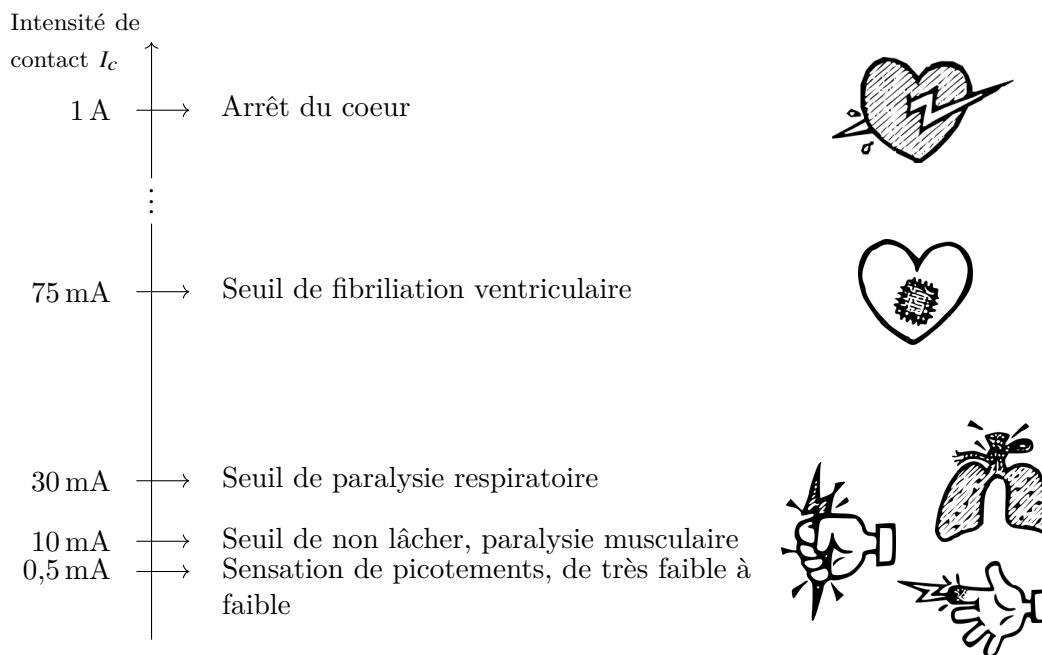 Intensité de
contact I_c
1 A Arrêt du coeur
75 mA Seuil de fibriliation ventriculaire
30 mA Seuil de paralysie respiratoire
10 mA Seuil de non lâcher, paralysie musculaire
0,5 mA Sensation de picotements, de très faible à
faible